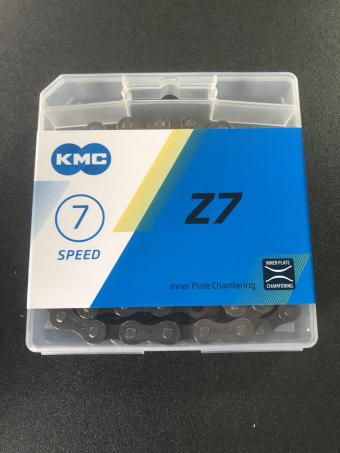 KMC
7
SPEED
Z7
Inner Plate Chamfering
INNER PLATE
CHAMFERING